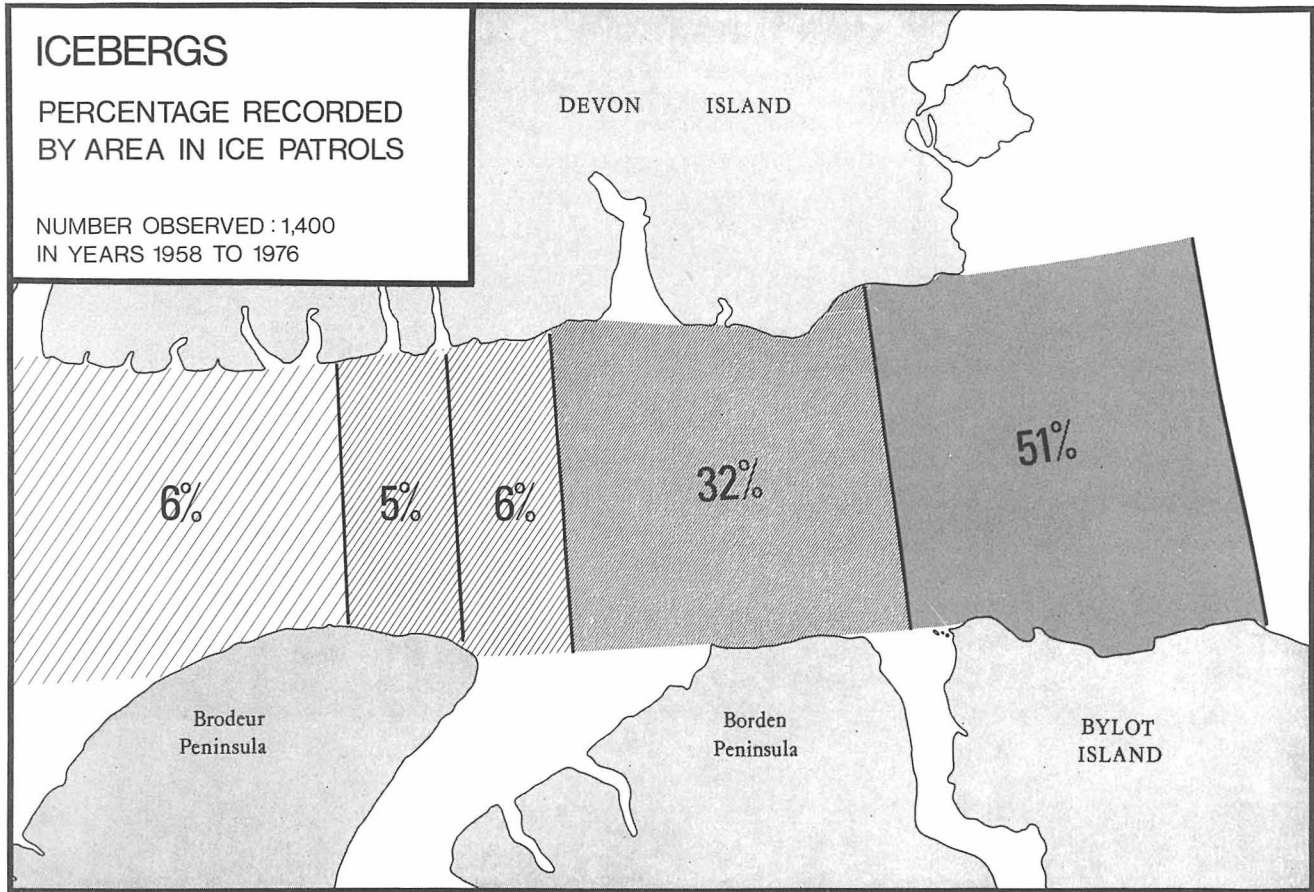 ICEBERGS
PERCENTAGE RECORDED
BY AREA IN ICE PATROLS
NUMBER OBSERVED : 1,400
IN YEARS 1958 TO 1976
DEVON ISLAND
6%
5%
6%
32%
51%
Brodeur
Peninsula
Borden
Peninsula
BYLOT
ISLAND